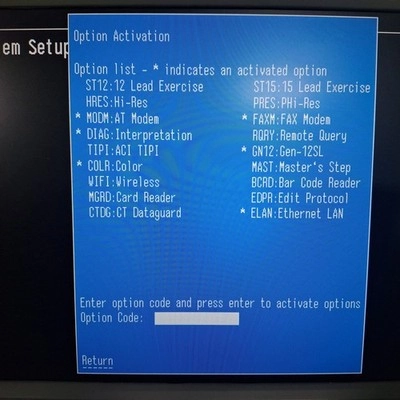 em Setup
Option Activation
Option list - * indicates an activated option
ST12:12 Lead Exercise ST15:15 Lead Exercise
HRES:Hi-Res PRES:PHi-Res
* MODM:AT Modem * FAXM:FAX Modem
* DIAG:Interpretation RQRY:Remote Query
TIPI:ACI TIPI * GN12:Gen-12SL
* COLR:Color MAST:Master's Step
WIFI:Wireless BCRD:Bar Code Reader
MGRD:Card Reader EDPR:Edit Protocol
CTDG:CT Dataguard * ELAN:Ethernet LAN
Enter option code and press enter to activate options
Option Code:
Return